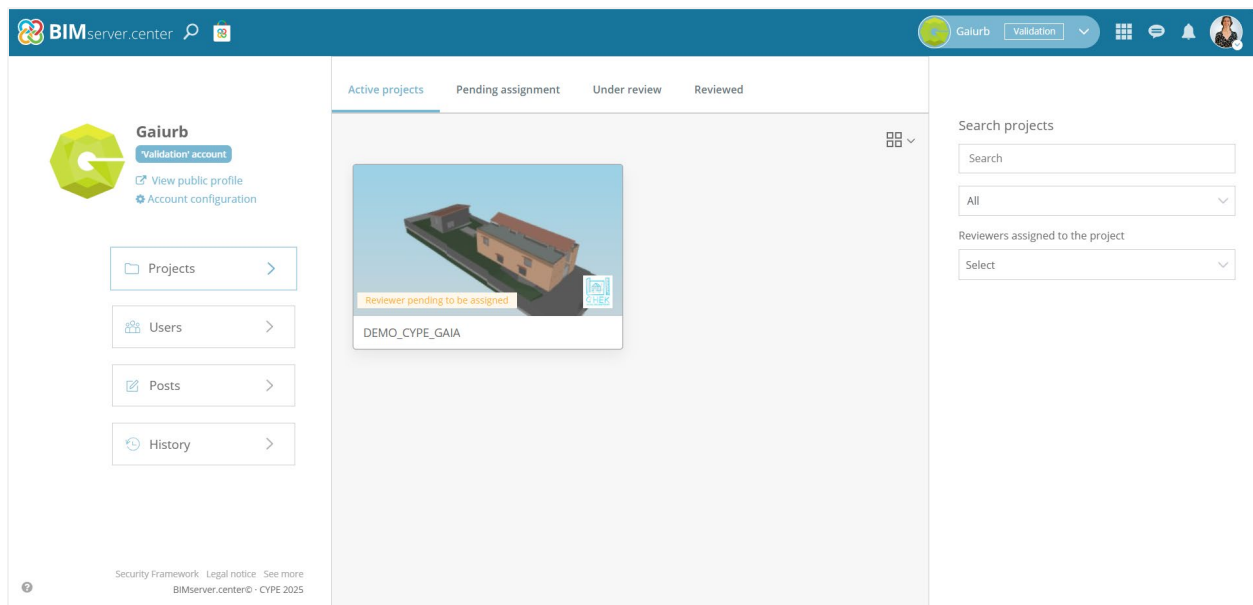 BIMserver.center
Gaiurb Validation
Active projects Pending assignment Under review Reviewed
Gaiurb
'Validation' account
View public profile
Account configuration
Projects
Users
Posts
History
Reviewer pending to be assigned
CHEK
DEMO_CYPE_GAIA
Search projects
Search
All
Reviewers assigned to the project
Select
Security Framework Legal notice See more
BIMserver.center© · CYPE 2025